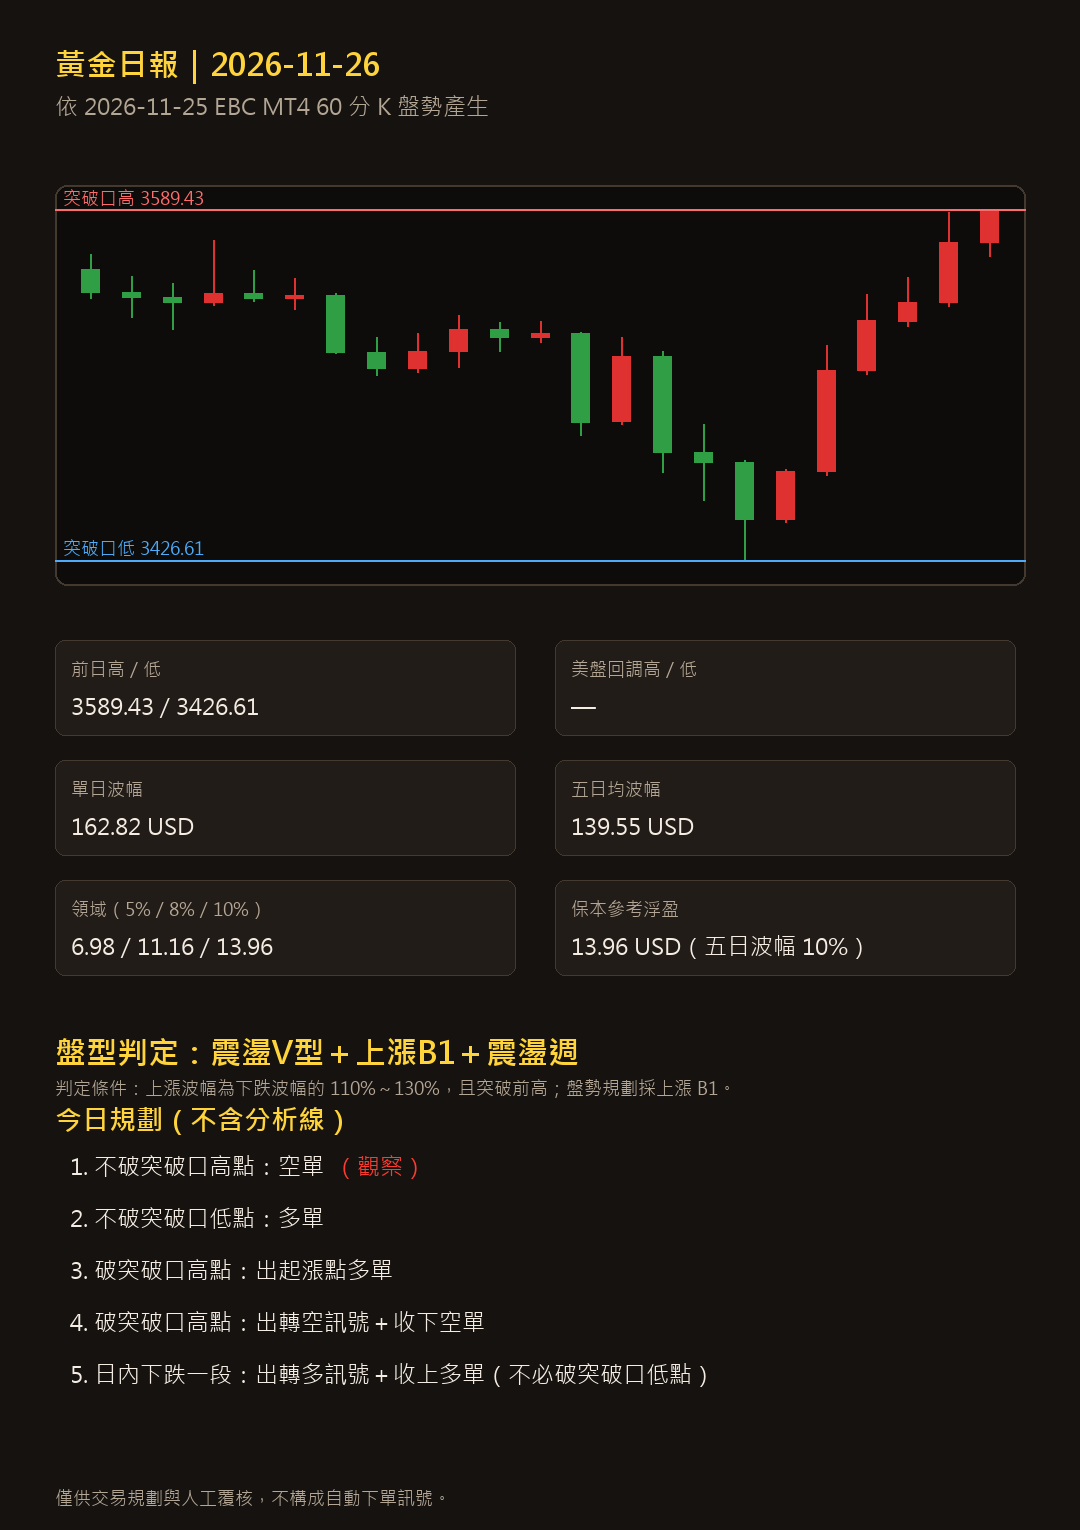 黃金日報｜2026-11-26
依 2026-11-25 EBC MT4 60 分 K 盤勢產生
突破口高 3589.43
突破口低 3426.61
前日高 / 低
3589.43 / 3426.61
美盤回調高 / 低
—
單日波幅
162.82 USD
五日均波幅
139.55 USD
領域（5% / 8% / 10%）
6.98 / 11.16 / 13.96
保本參考浮盈
13.96 USD（五日波幅 10%）
盤型判定：震盪V型＋上漲B1＋震盪週
判定條件：上漲波幅為下跌波幅的 110%～130%，且突破前高；盤勢規劃採上漲 B1。
今日規劃（不含分析線）
1. 不破突破口高點：空單（觀察）
2. 不破突破口低點：多單
3. 破突破口高點：出起漲點多單
4. 破突破口高點：出轉空訊號＋收下空單
5. 日內下跌一段：出轉多訊號＋收上多單（不必破突破口低點）
僅供交易規劃與人工覆核，不構成自動下單訊號。